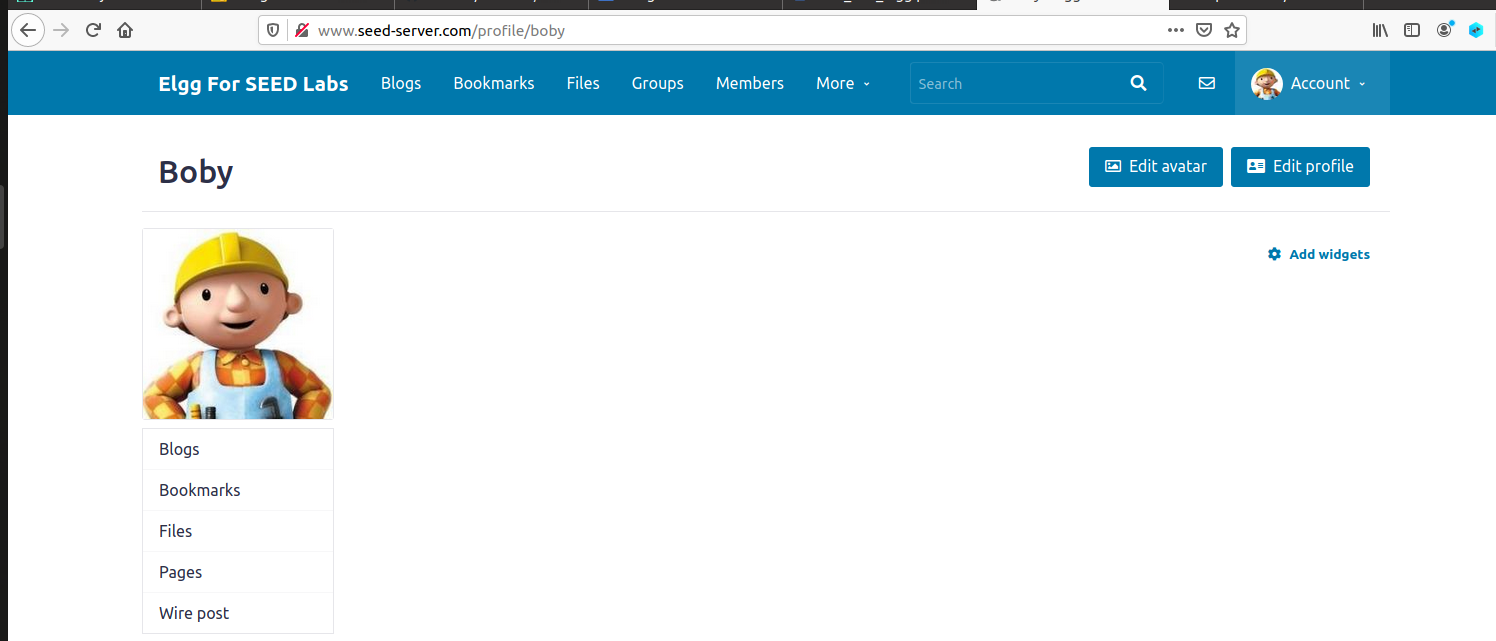 www.seed-server.com/profile/boby
Elgg For SEED Labs Blogs Bookmarks Files Groups Members More Search Account
Boby
Edit avatar Edit profile
Add widgets
Blogs
Bookmarks
Files
Pages
Wire post